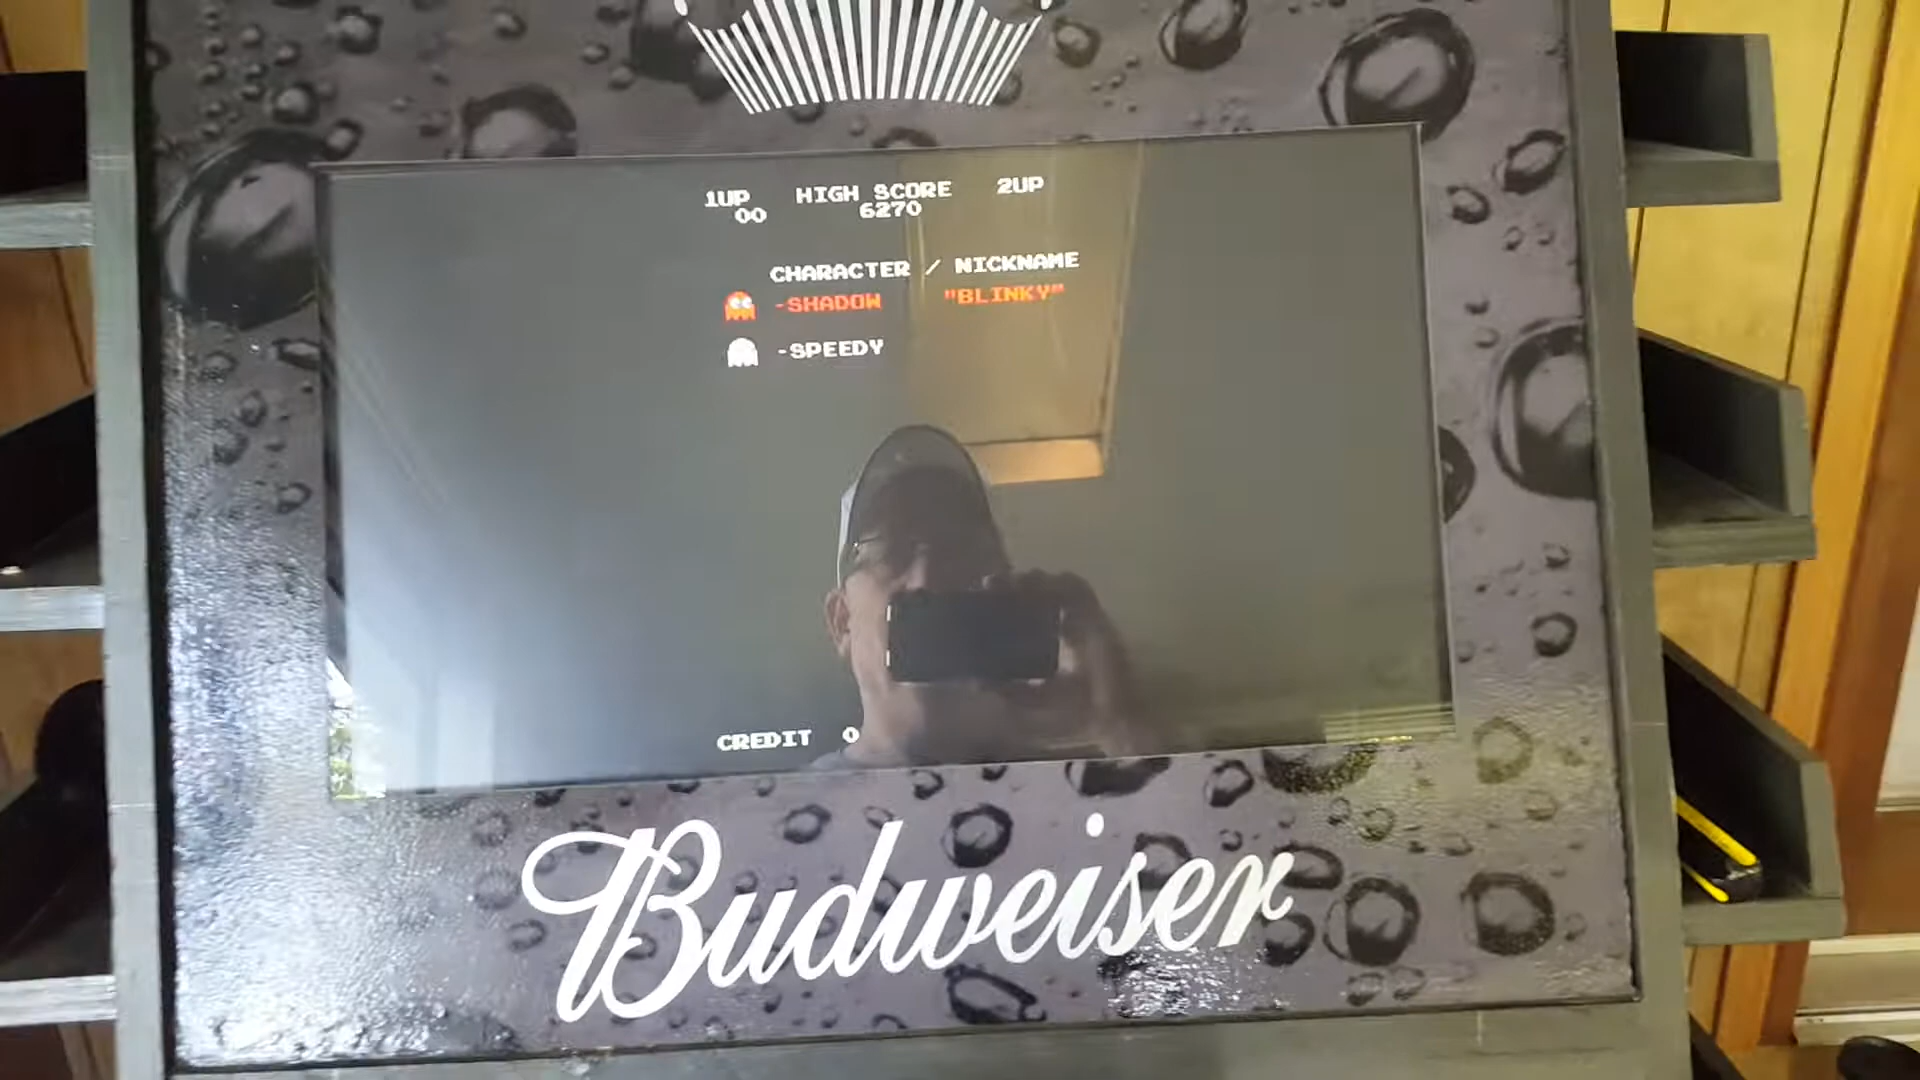 1UP HIGH SCORE 2UP
00 6270
CHARACTER / NICKNAME
-SHADOW "BLINKY"
-SPEEDY
CREDIT 0
Budweiser